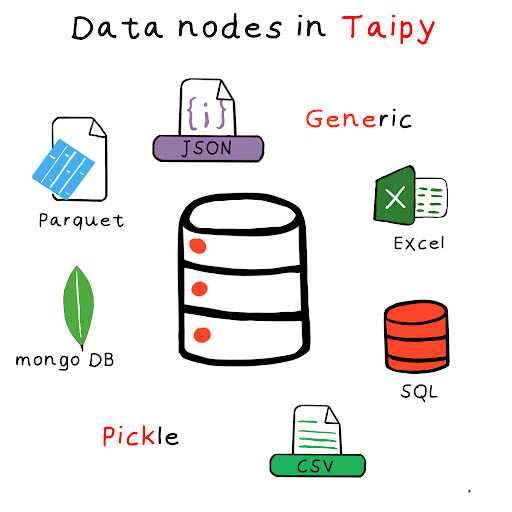 Data nodes in Taipy
{i}
JSON
Generic
Parquet
X
Excel
mongo DB
SQL
Pickle
CSV